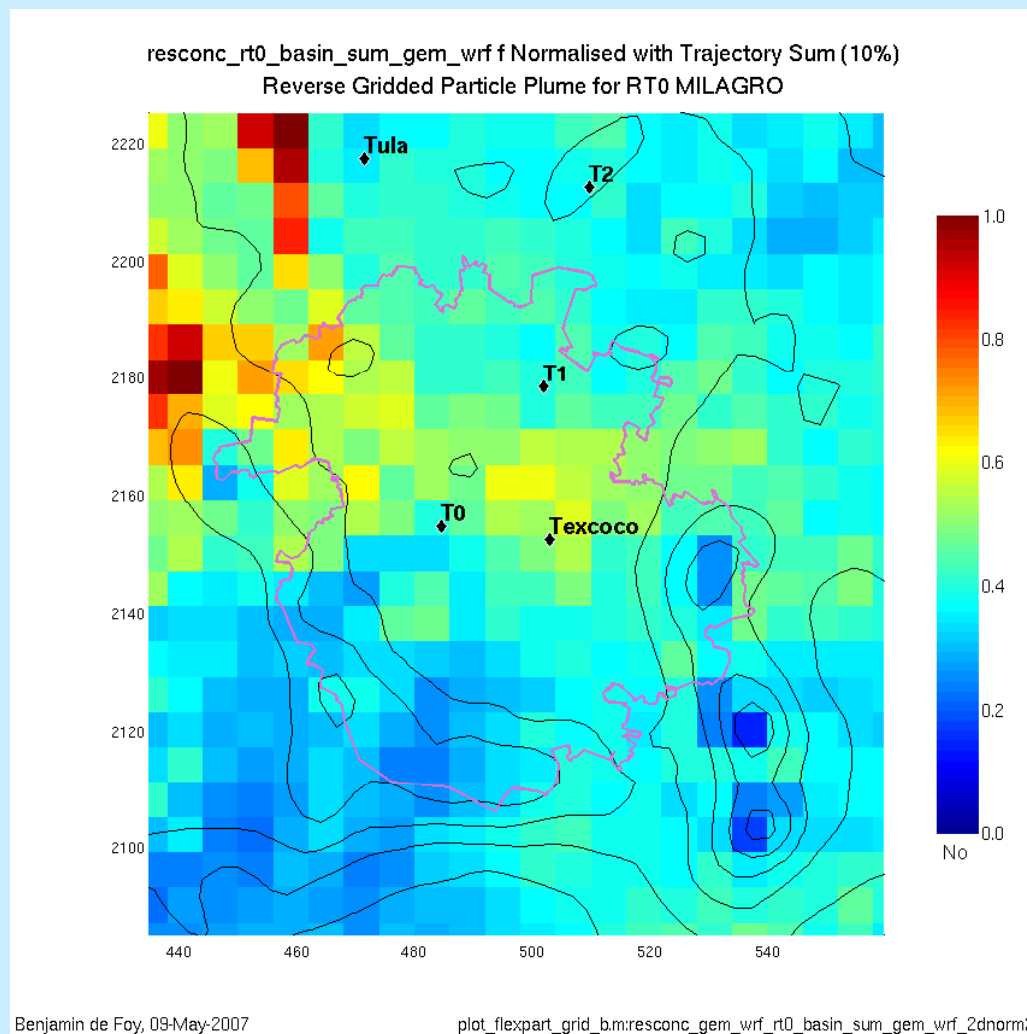 resconc_rt0_basin_sum_gem_wrf f Normalised with Trajectory Sum (10%)
Reverse Gridded Particle Plume for RT0 MILAGRO
2220
2200
2180
2160
2140
2120
2100
Tula
T2
T1
T0
Texcoco
440
460
480
500
520
540
1.0
0.8
0.6
0.4
0.2
0.0
No
Benjamin de Foy, 09-May-2007
plot_flexpart_grid_b.m:resconc_gem_wrf_rt0_basin_sum_gem_wrf_2dnorm